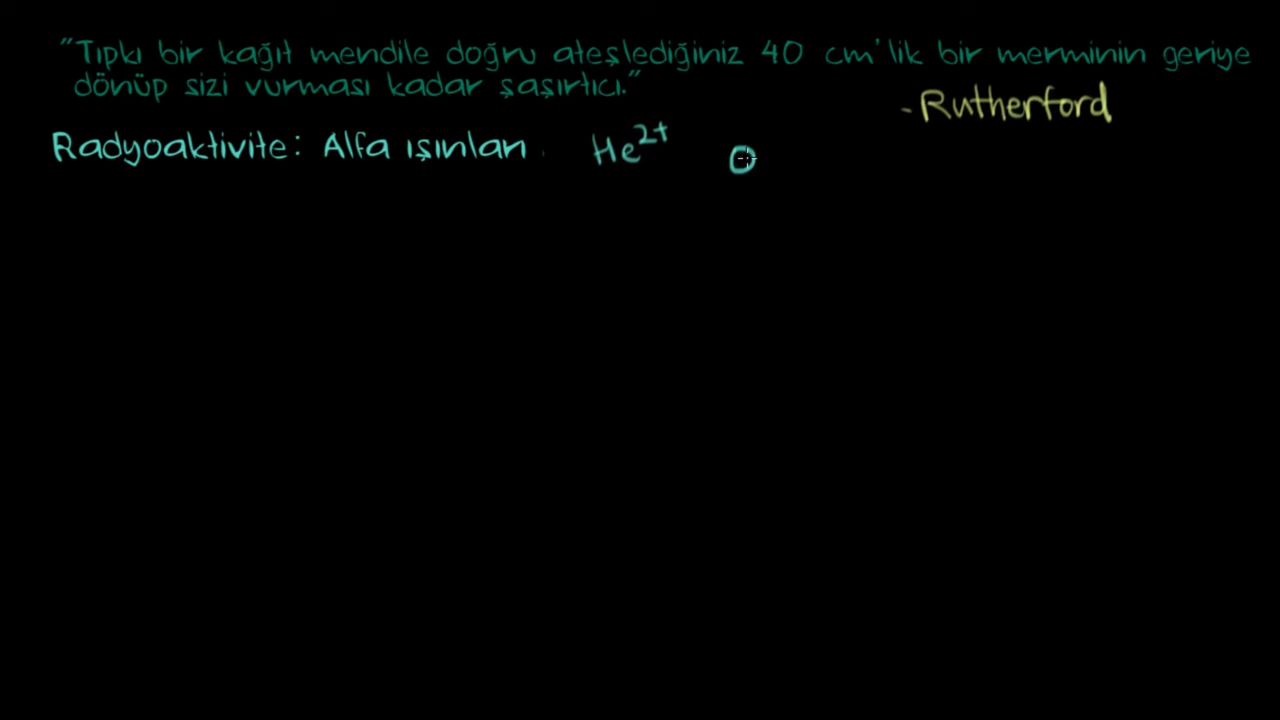 "Tıpkı bir kağıt mendile doğru ateşlediğiniz 40 cm'lik bir merminin geriye
dönüp sizi vurması kadar şaşırtıcı."
- Rutherford
Radyoaktivite: Alfa ışınları He²⁺